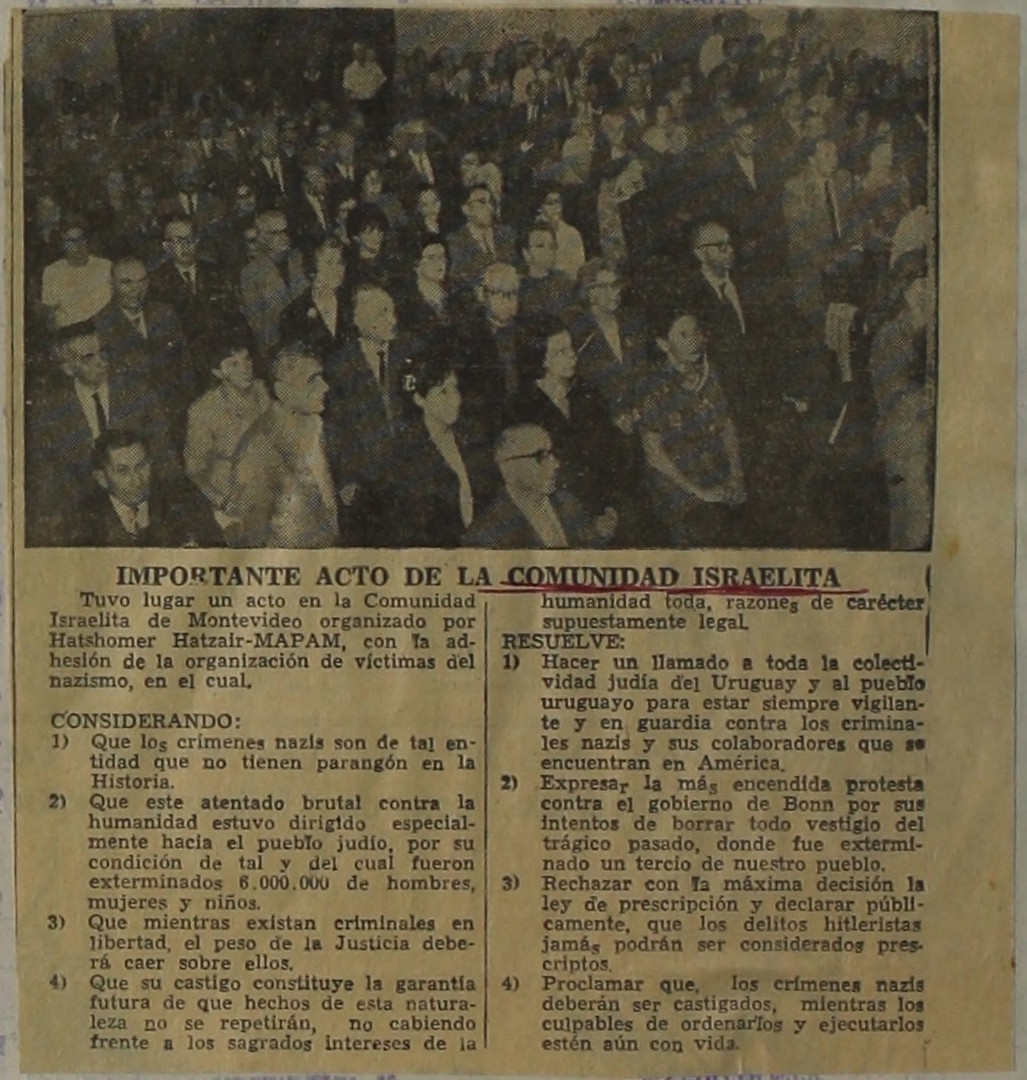 IMPORTANTE ACTO DE LA COMUNIDAD ISRAELITA
Tuvo lugar un acto en la Comunidad
Israelita de Montevideo organizado por
Hatshomer Hatzair-MAPAM, con la ad-
hesión de la organización de víctimas del
nazismo, en el cual.
CONSIDERANDO:
1) Que los crímenes nazis son de tal en-
tidad que no tienen parangón en la
Historia.
2) Que este atentado brutal contra la
humanidad estuvo dirigido especial-
mente hacia el pueblo judío, por su
condición de tal y del cual fueron
exterminados 6.000.000 de hombres,
mujeres y niños.
3) Que mientras existan criminales en
libertad, el peso de la Justicia debe-
rá caer sobre ellos.
4) Que su castigo constituye la garantía
futura de que hechos de esta natura-
leza no se repetirán, no cabiendo
frente a los sagrados intereses de la
humanidad toda, razones de carécter
supuestamente legal.
RESUELVE:
1) Hacer un llamado a toda la colecti-
vidad judía del Uruguay y al pueblo
uruguayo para estar siempre vigilan-
te y en guardia contra los crimina-
les nazis y sus colaboradores que se
encuentran en América.
2) Expresar la más encendida protesta
contra el gobierno de Bonn por sus
intentos de borrar todo vestigio del
trágico pasado, donde fue extermi-
nado un tercio de nuestro pueblo.
3) Rechazar con la máxima decisión la
ley de prescripción y declarar públi-
camente, que los delitos hitleristas
jamás podrán ser considerados pres-
criptos.
4) Proclamar que, los crímenes nazis
deberán ser castigados, mientras los
culpables de ordenarlos y ejecutarlos
estén aún con vida.